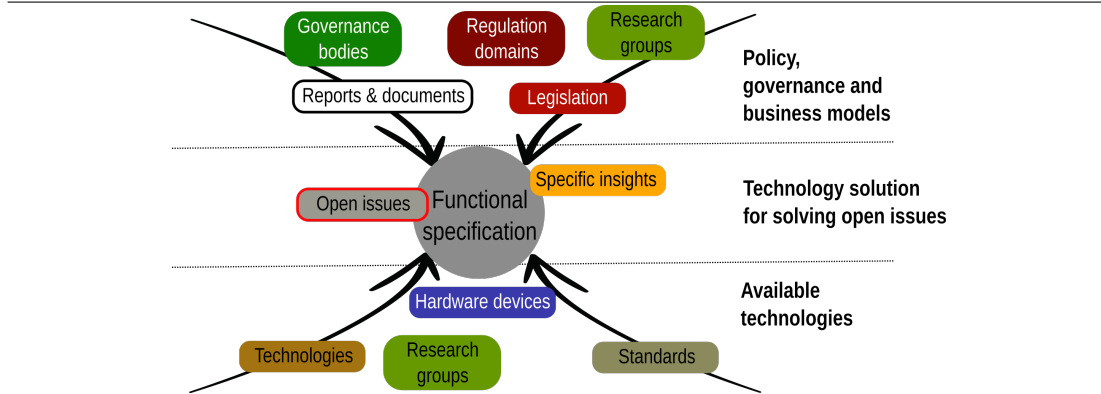 Governance
bodies
Regulation
domains
Research
groups
Reports & documents
Legislation
Policy,
governance and
business models
Open issues
Functional
specification
Specific insights
Technology solution
for solving open issues
Hardware devices
Available
technologies
Technologies
Research
groups
Standards